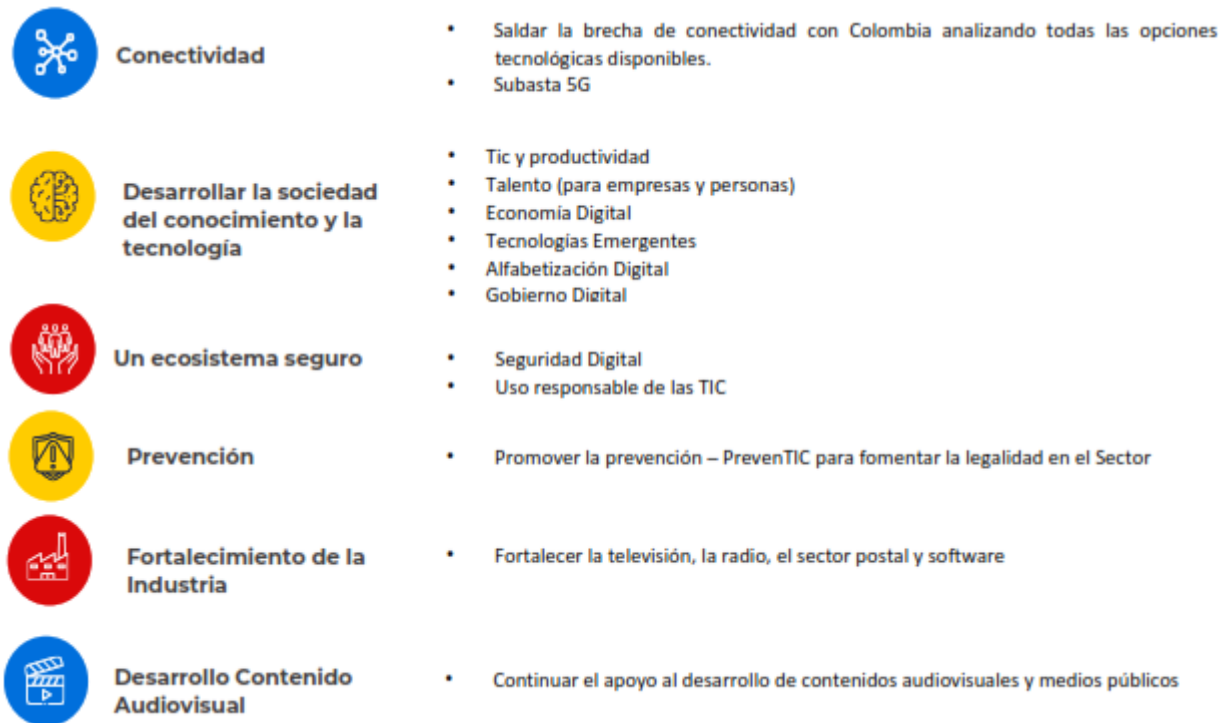 Conectividad
• Saldar la brecha de conectividad con Colombia analizando todas las opciones
tecnológicas disponibles.
• Subasta 5G
Desarrollar la sociedad
del conocimiento y la
tecnología
• Tic y productividad
• Talento (para empresas y personas)
• Economía Digital
• Tecnologías Emergentes
• Alfabetización Digital
• Gobierno Digital
Un ecosistema seguro
• Seguridad Digital
• Uso responsable de las TIC
Prevención
• Promover la prevención – PrevenTIC para fomentar la legalidad en el Sector
Fortalecimiento de la
Industria
• Fortalecer la televisión, la radio, el sector postal y software
Desarrollo Contenido
Audiovisual
• Continuar el apoyo al desarrollo de contenidos audiovisuales y medios públicos